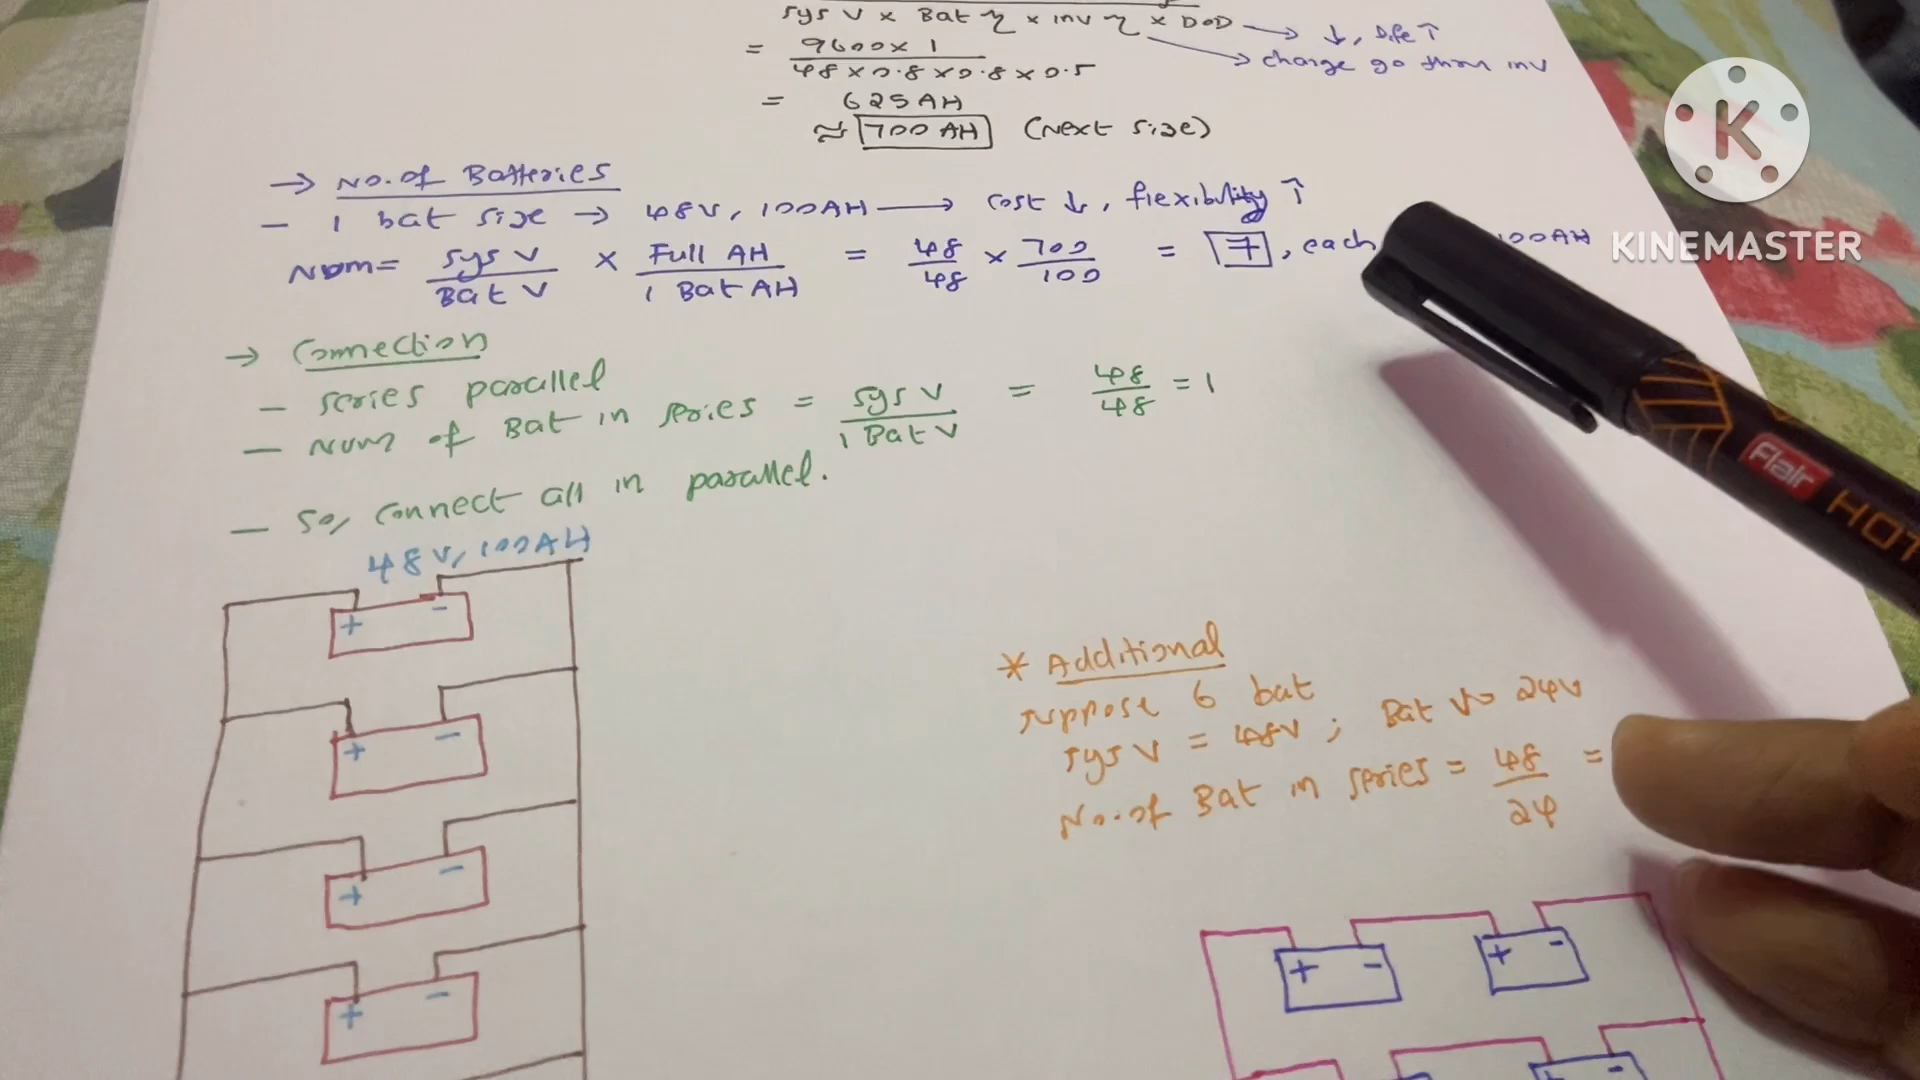 sys V × Bat η × inv η × DOD → ↓, life ↑
= 9600 × 1 / 48 × 0.8 × 0.8 × 0.5 → charge go from inv
= 625 AH
≈ 700 AH (Next size)
→ No. of Batteries
- 1 bat size → 48V, 100AH → cost ↓, flexibility ↑
Num = sys V / Bat V × Full AH / 1 Bat AH = 48/48 × 700/100 = 7, each 100AH
→ Connection
- series parallel
- Num of Bat in series = sys V / 1 Bat V = 48/48 = 1
- So, connect all in parallel.
48V, 100AH
+ -
+ -
+ -
+ -
* Additional
suppose 6 bat
sys V = 48V ; Bat V = 24V
No. of Bat in series = 48/24 =
+ - + -
-
KINEMASTER
Flair
HOT